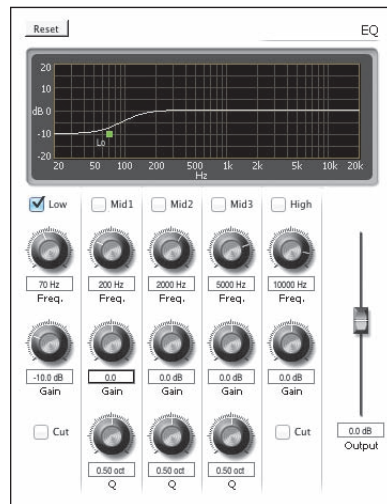 Reset EQ
20
10
dB 0
-10
-20
Lo
20 50 100 200 500 1k 2k 5k 10k 20k
Hz
Low Mid1 Mid2 Mid3 High
70 Hz 200 Hz 2000 Hz 5000 Hz 10000 Hz
Freq. Freq. Freq. Freq. Freq.
-10.0 dB 0.0 0.0 dB 0.0 dB 0.0 dB
Gain Gain Gain Gain Gain
Cut Cut
0.0 dB
Output
0.50 oct 0.50 oct 0.50 oct
Q Q Q